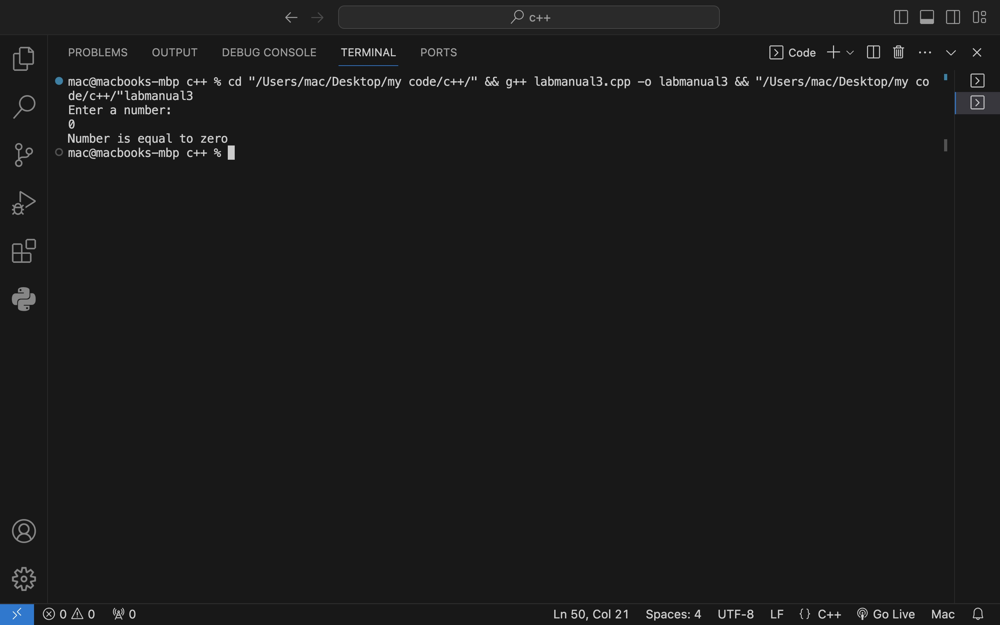 c++
PROBLEMS OUTPUT DEBUG CONSOLE TERMINAL PORTS Code
mac@macbooks-mbp c++ % cd "/Users/mac/Desktop/my code/c++/" && g++ labmanual3.cpp -o labmanual3 && "/Users/mac/Desktop/my co
de/c++/"labmanual3
Enter a number:
0
Number is equal to zero
mac@macbooks-mbp c++ %
0 0 0 Ln 50, Col 21 Spaces: 4 UTF-8 LF {} C++ Go Live Mac